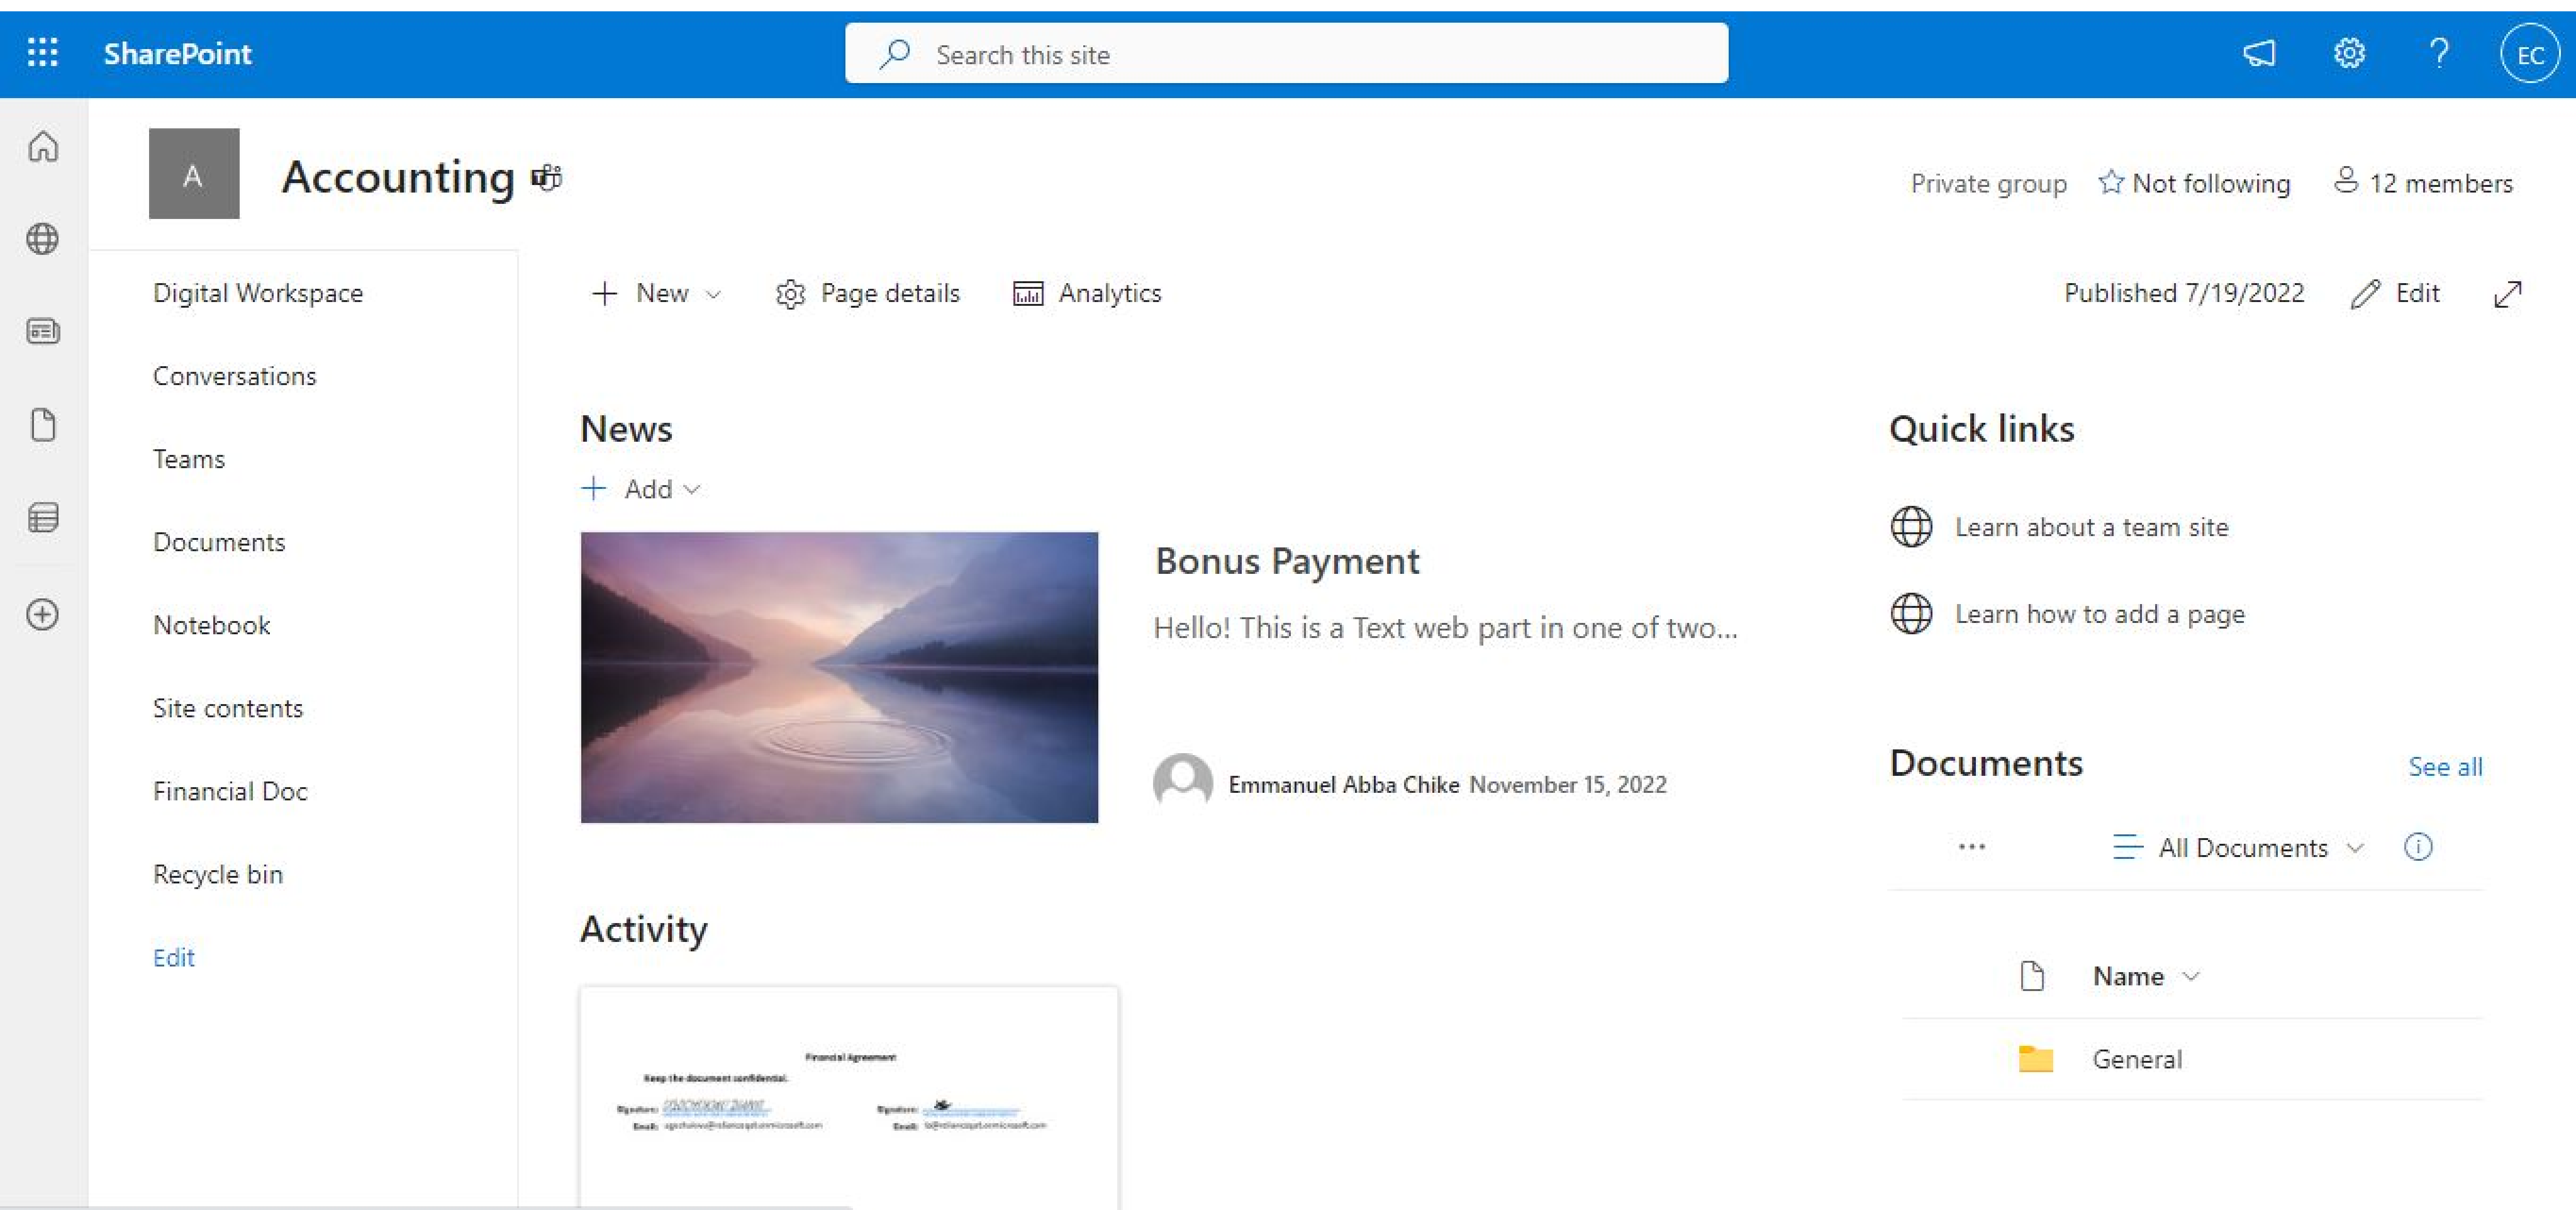 SharePoint
Search this site
EC
A
Accounting
Private group
Not following
12 members
Digital Workspace
Conversations
Teams
Documents
Notebook
Site contents
Financial Doc
Recycle bin
Edit
New
Page details
Analytics
Published 7/19/2022
Edit
News
Add
Bonus Payment
Hello! This is a Text web part in one of two...
Emmanuel Abba Chike November 15, 2022
Activity
Financial Agreement
Keep the document confidential.
Signature:
Signature:
Email:
Email:
Quick links
Learn about a team site
Learn how to add a page
Documents
See all
All Documents
Name
General